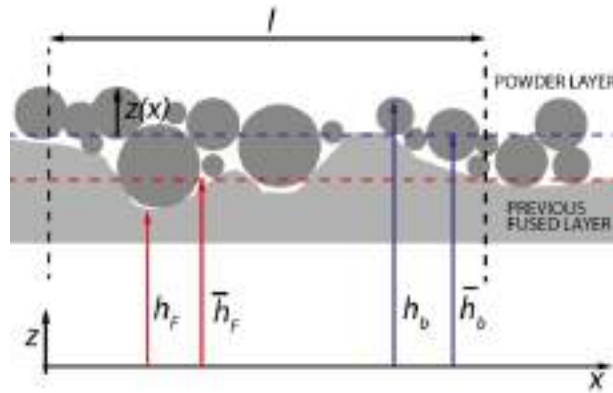 l
POWDER LAYER
z(x)
PREVIOUS
FUSED LAYER
h_F
h̅_F
h_b
h̅_b
z
x